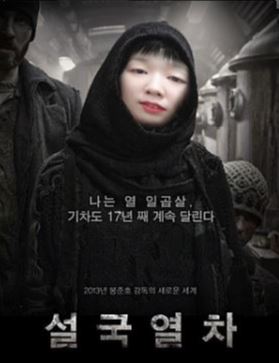 나는 열 일곱살,
기차도 17년 째 계속 달린다
2013년 봉준호 감독의 새로운 세계
설국열차